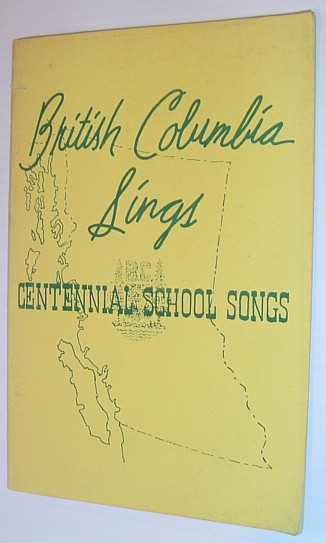 British Columbia
Sings
B.C.
CENTENNIAL SCHOOL SONGS